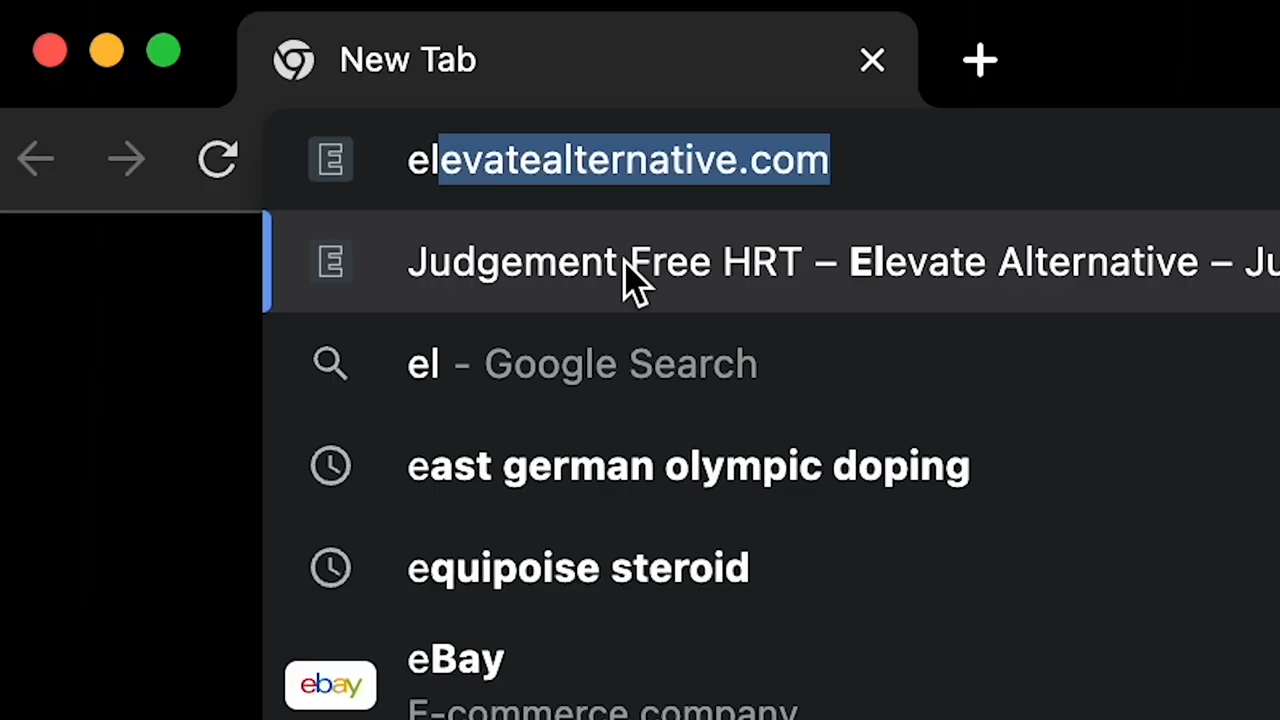 New Tab
E elevatealternative.com
E Judgement Free HRT – Elevate Alternative –
el - Google Search
east german olympic doping
equipoise steroid
eBay
ebay
E-commerce company